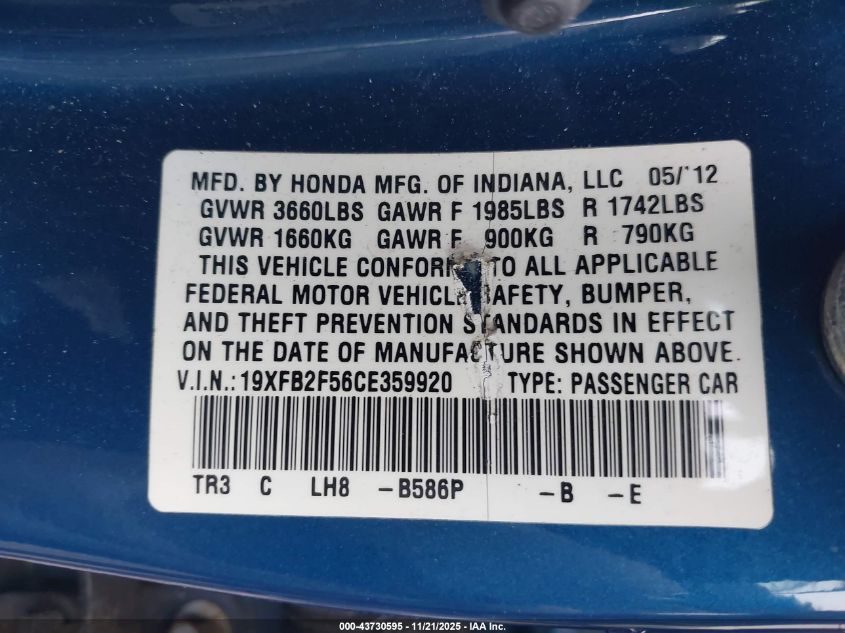 MFD. BY HONDA MFG. OF INDIANA, LLC 05/'12
GVWR 3660LBS GAWR F 1985LBS R 1742LBS
GVWR 1660KG GAWR F 900KG R 790KG
THIS VEHICLE CONFOR TO ALL APPLICABLE
FEDERAL MOTOR VEHICLE SAFETY, BUMPER,
AND THEFT PREVENTION STANDARDS IN EFFECT
ON THE DATE OF MANUFACTURE SHOWN ABOVE.
V.I.N.:19XFB2F56CE359920 TYPE: PASSENGER CAR
TR3 C LH8 -B586P -B -E
000-43730595 - 11/21/2025 - IAA Inc.